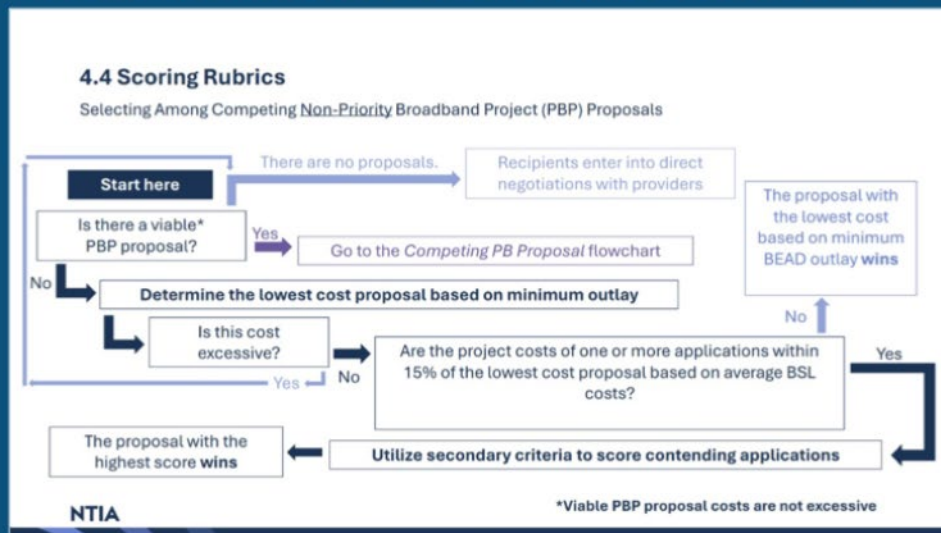 4.4 Scoring Rubrics
Selecting Among Competing Non-Priority Broadband Project (PBP) Proposals
There are no proposals.
Recipients enter into direct
negotiations with providers
Start here
Is there a viable*
PBP proposal?
Yes
Go to the Competing PB Proposal flowchart
The proposal with
the lowest cost
based on minimum
BEAD outlay wins
No
Determine the lowest cost proposal based on minimum outlay
Is this cost
excessive?
Yes
No
Are the project costs of one or more applications within
15% of the lowest cost proposal based on average BSL
costs?
No
Yes
The proposal with the
highest score wins
Utilize secondary criteria to score contending applications
NTIA
*Viable PBP proposal costs are not excessive